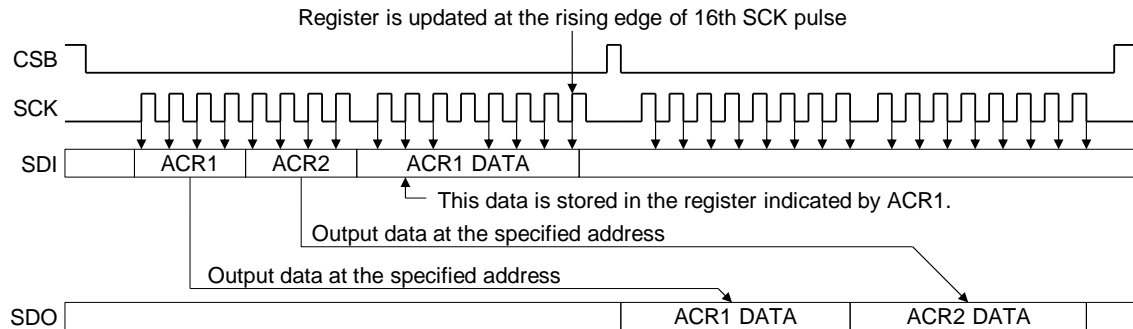 Register is updated at the rising edge of 16th SCK pulse
CSB
SCK
SDI
ACR1
ACR2
ACR1 DATA
This data is stored in the register indicated by ACR1.
Output data at the specified address
Output data at the specified address
SDO
ACR1 DATA
ACR2 DATA